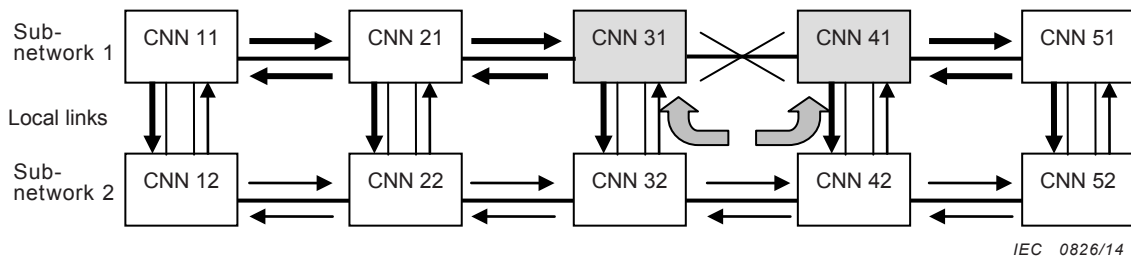 Sub-
network 1
CNN 11
CNN 21
CNN 31
CNN 41
CNN 51
Local links
Sub-
network 2
CNN 12
CNN 22
CNN 32
CNN 42
CNN 52
IEC 0826/14